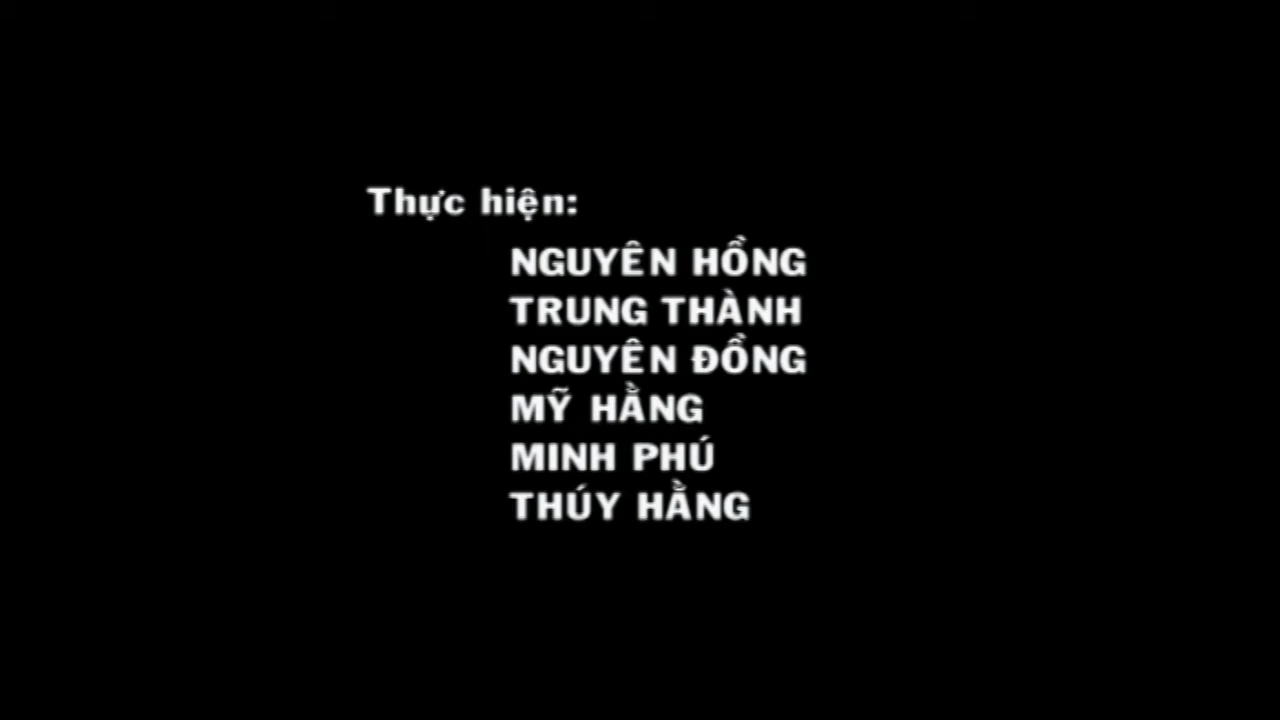 Thực hiện:
NGUYÊN HỒNG
TRUNG THÀNH
NGUYÊN ĐỒNG
MỸ HẰNG
MINH PHÚ
THÚY HẰNG